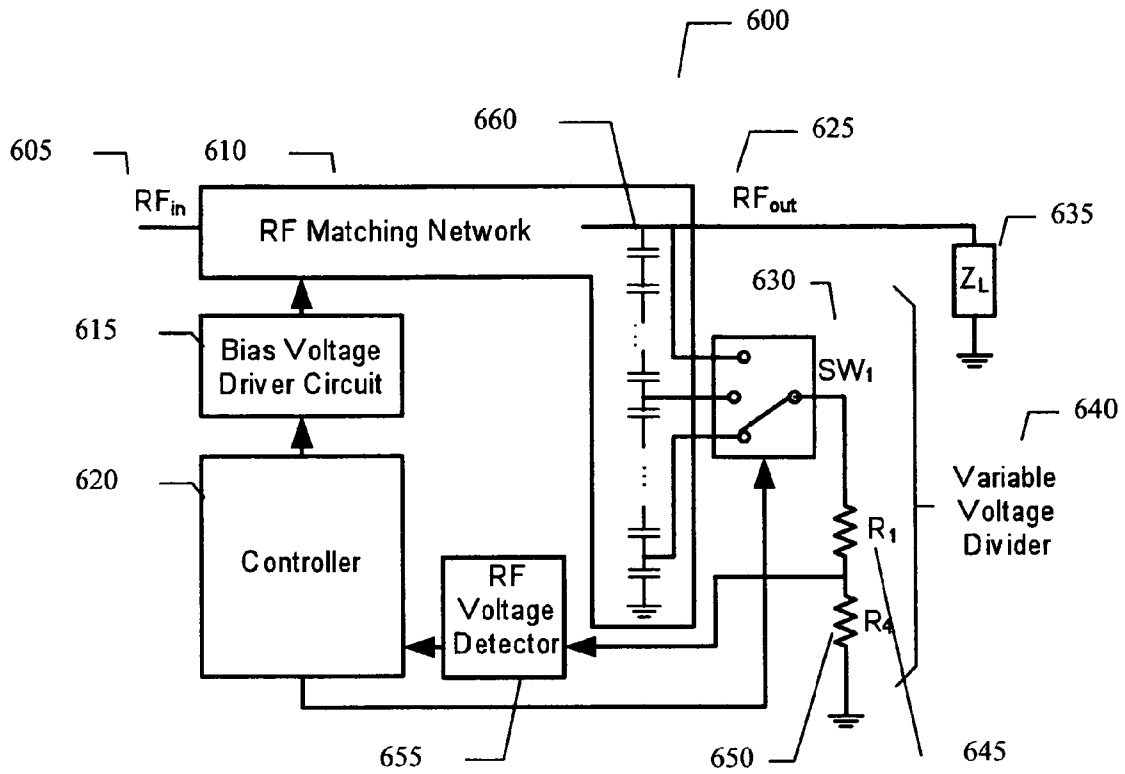 600
660
625
605
610
RFin
RFout
RF Matching Network
635
ZL
630
615
Bias Voltage
Driver Circuit
SW1
640
620
Variable
Voltage
Divider
R1
Controller
RF
Voltage
Detector
R4
655
650
645